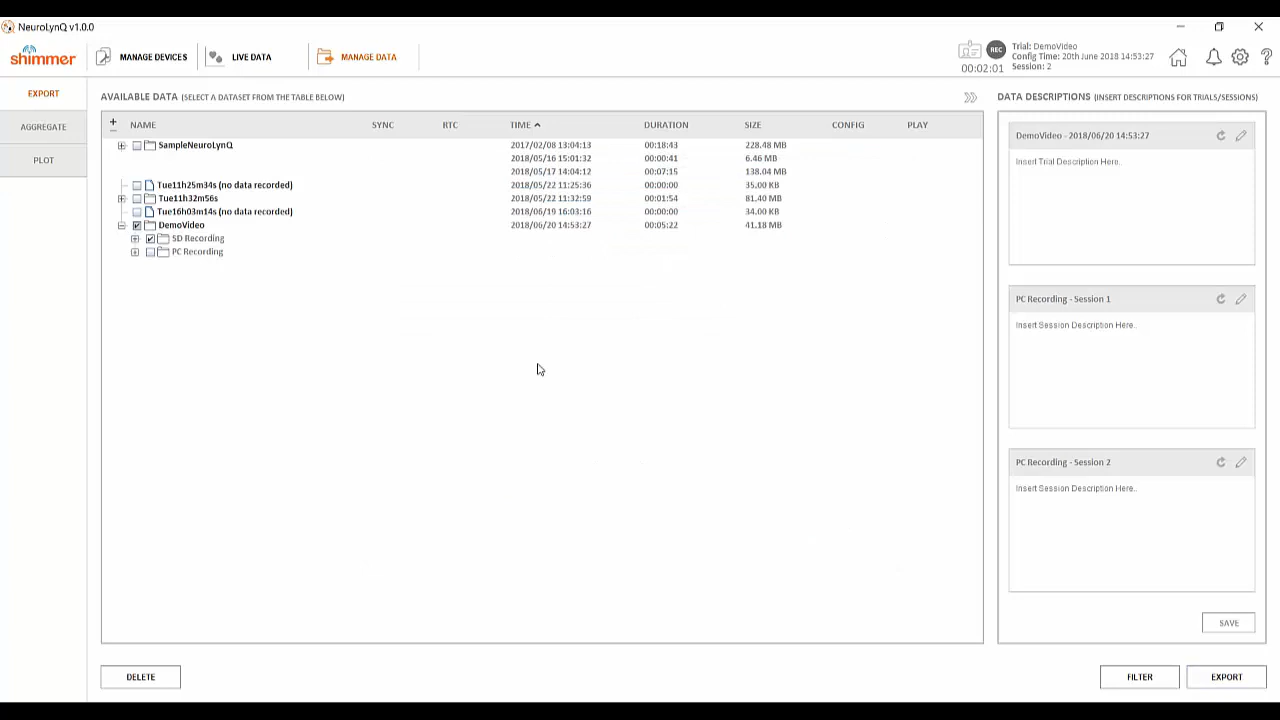 NeuroLynQ v1.0.0
shimmer
MANAGE DEVICES
LIVE DATA
MANAGE DATA
REC
00:02:01
Trial: DemoVideo
Config Time: 20th June 2018 14:53:27
Session: 2
?
EXPORT
AGGREGATE
PLOT
AVAILABLE DATA (SELECT A DATASET FROM THE TABLE BELOW)
NAME SYNC RTC TIME DURATION SIZE CONFIG PLAY
SampleNeuroLynQ 2017/02/08 13:04:13 00:18:43 228.48 MB
2018/05/16 15:01:32 00:00:41 6.46 MB
2018/05/17 14:04:12 00:07:15 138.04 MB
Tue11h25m34s (no data recorded) 2018/05/22 11:25:36 00:00:00 35.00 KB
Tue11h32m56s 2018/05/22 11:32:59 00:01:54 81.40 MB
Tue16h03m14s (no data recorded) 2018/06/19 16:03:16 00:00:00 34.00 KB
DemoVideo 2018/06/20 14:53:27 00:05:22 41.18 MB
SD Recording
PC Recording
DATA DESCRIPTIONS (INSERT DESCRIPTIONS FOR TRIALS/SESSIONS)
DemoVideo - 2018/06/20 14:53:27
Insert Trial Description Here..
PC Recording - Session 1
Insert Session Description Here..
PC Recording - Session 2
Insert Session Description Here..
SAVE
DELETE
FILTER
EXPORT